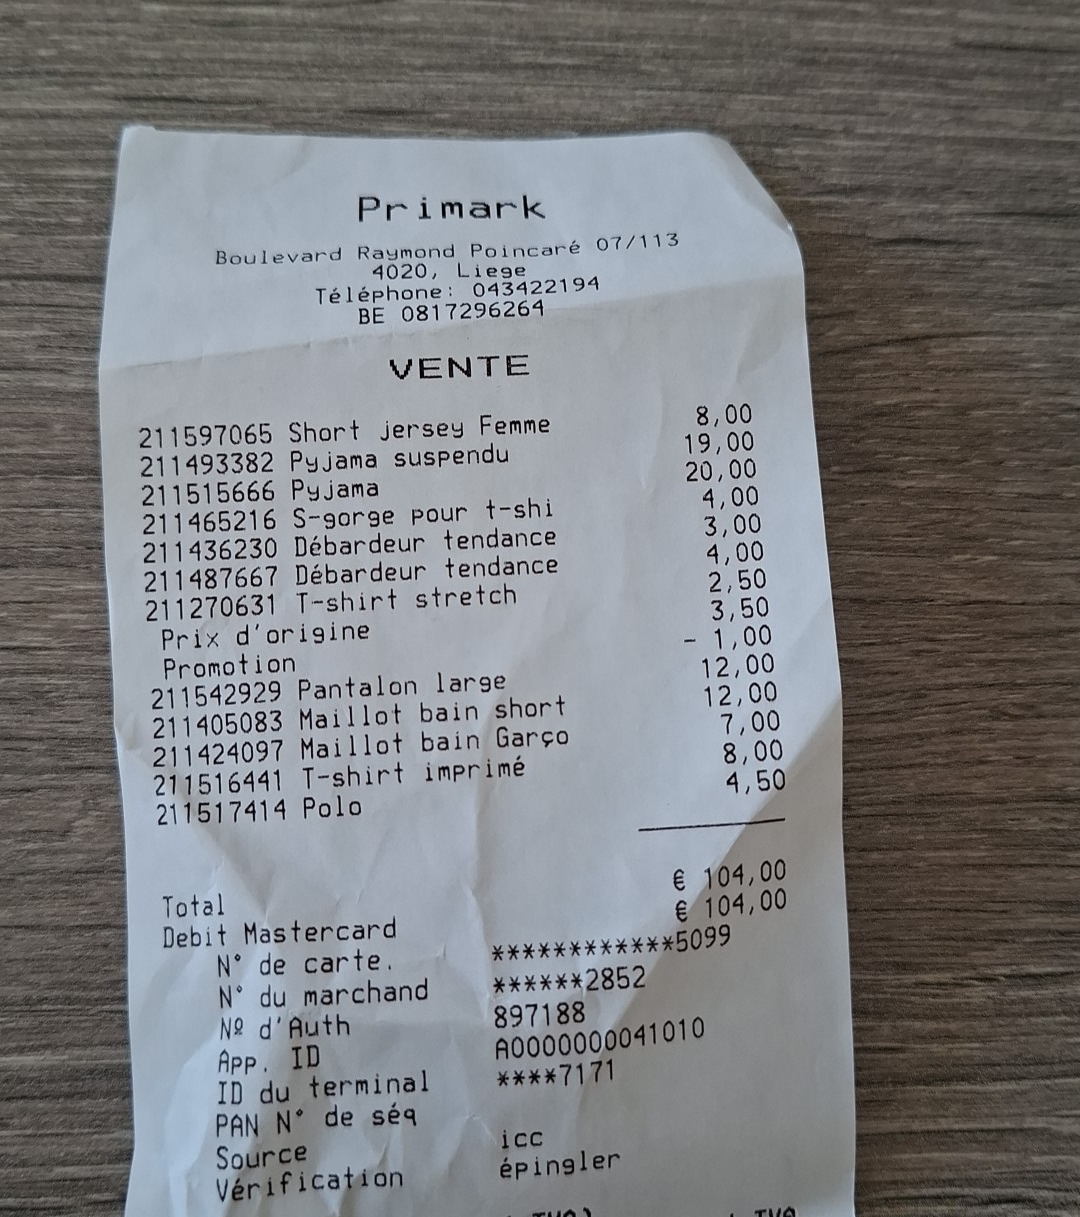 Primark
Boulevard Raymond Poincaré 07/113
4020, Liege
Téléphone: 043422194
BE 0817296264
VENTE
211597065 Short jersey Femme 8,00
211493382 Pyjama suspendu 19,00
211515666 Pyjama 20,00
211465216 S-gorge pour t-shi 4,00
211436230 Débardeur tendance 3,00
211487667 Débardeur tendance 4,00
211270631 T-shirt stretch 2,50
Prix d'origine 3,50
Promotion - 1,00
211542929 Pantalon large 12,00
211405083 Maillot bain short 12,00
211424097 Maillot bain Garço 7,00
211516441 T-shirt imprimé 8,00
211517414 Polo 4,50
Total € 104,00
Debit Mastercard € 104,00
N° de carte. ************5099
N° du marchand ******2852
Nº d'Auth 897188
App. ID A0000000041010
ID du terminal ****7171
PAN N° de séq
Source icc
Vérification épingler